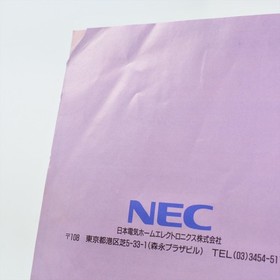 NEC
日本電気ホームエレクトロニクス株式会社
〒108 東京都港区芝5-33-1(森永プラザビル) TEL(03)3454-51